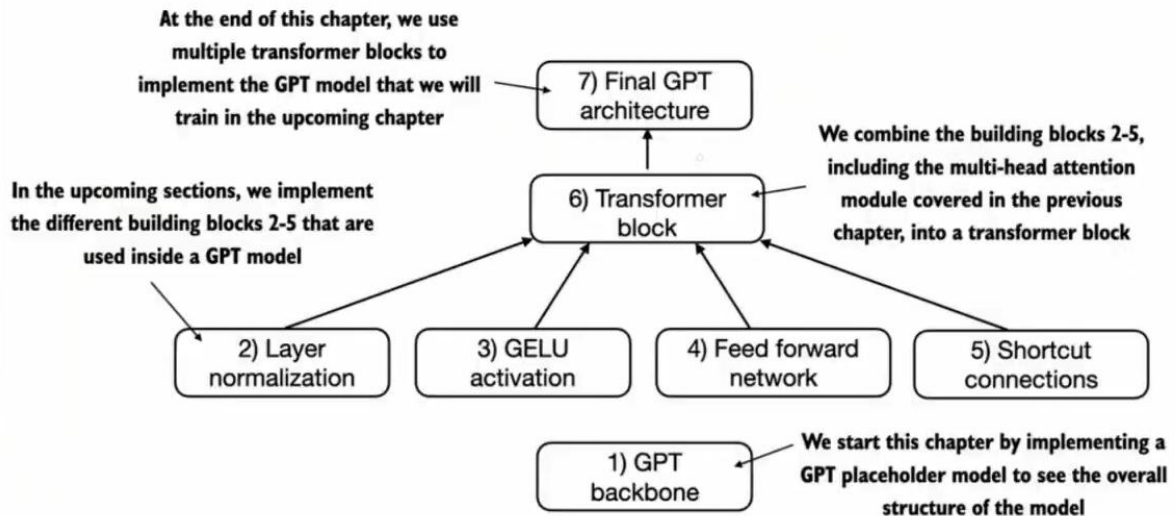 At the end of this chapter, we use
multiple transformer blocks to
implement the GPT model that we will
train in the upcoming chapter
7) Final GPT
architecture
We combine the building blocks 2-5,
including the multi-head attention
module covered in the previous
chapter, into a transformer block
6) Transformer
block
In the upcoming sections, we implement
the different building blocks 2-5 that are
used inside a GPT model
2) Layer
normalization
3) GELU
activation
4) Feed forward
network
5) Shortcut
connections
1) GPT
backbone
We start this chapter by implementing a
GPT placeholder model to see the overall
structure of the model